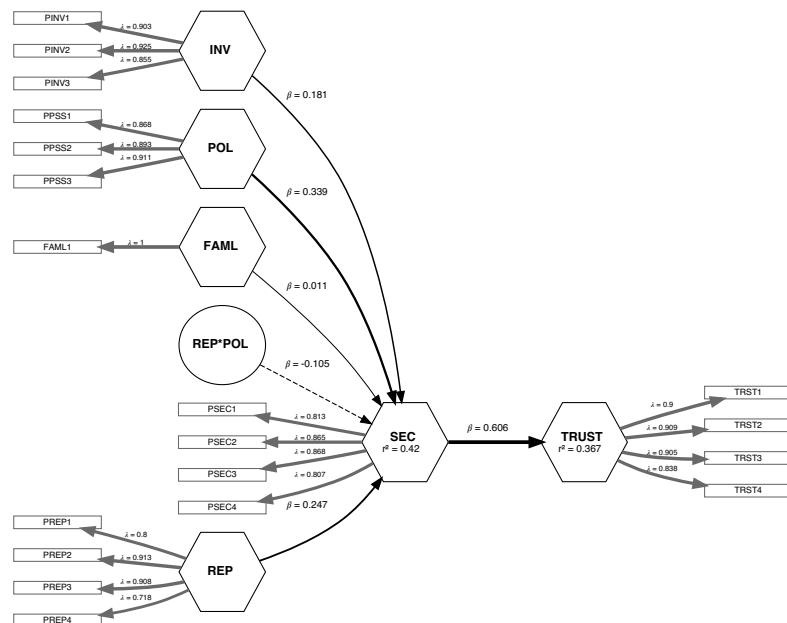 PINV1
λ = 0.903
INV
PINV2
λ = 0.925
λ = 0.855
PINV3
β = 0.181
PPSS1
λ = 0.868
POL
PPSS2
λ = 0.893
λ = 0.911
PPSS3
β = 0.339
FAML
FAML1
λ = 1
β = 0.011
REP*POL
β = -0.105
PSEC1
λ = 0.813
PSEC2
λ = 0.865
λ = 0.868
PSEC3
λ = 0.807
PSEC4
SEC
r² = 0.42
β = 0.606
TRUST
r² = 0.367
TRST1
λ = 0.9
TRST2
λ = 0.909
λ = 0.905
TRST3
λ = 0.838
TRST4
β = 0.247
PREP1
λ = 0.8
PREP2
λ = 0.913
REP
PREP3
λ = 0.908
λ = 0.718
PREP4